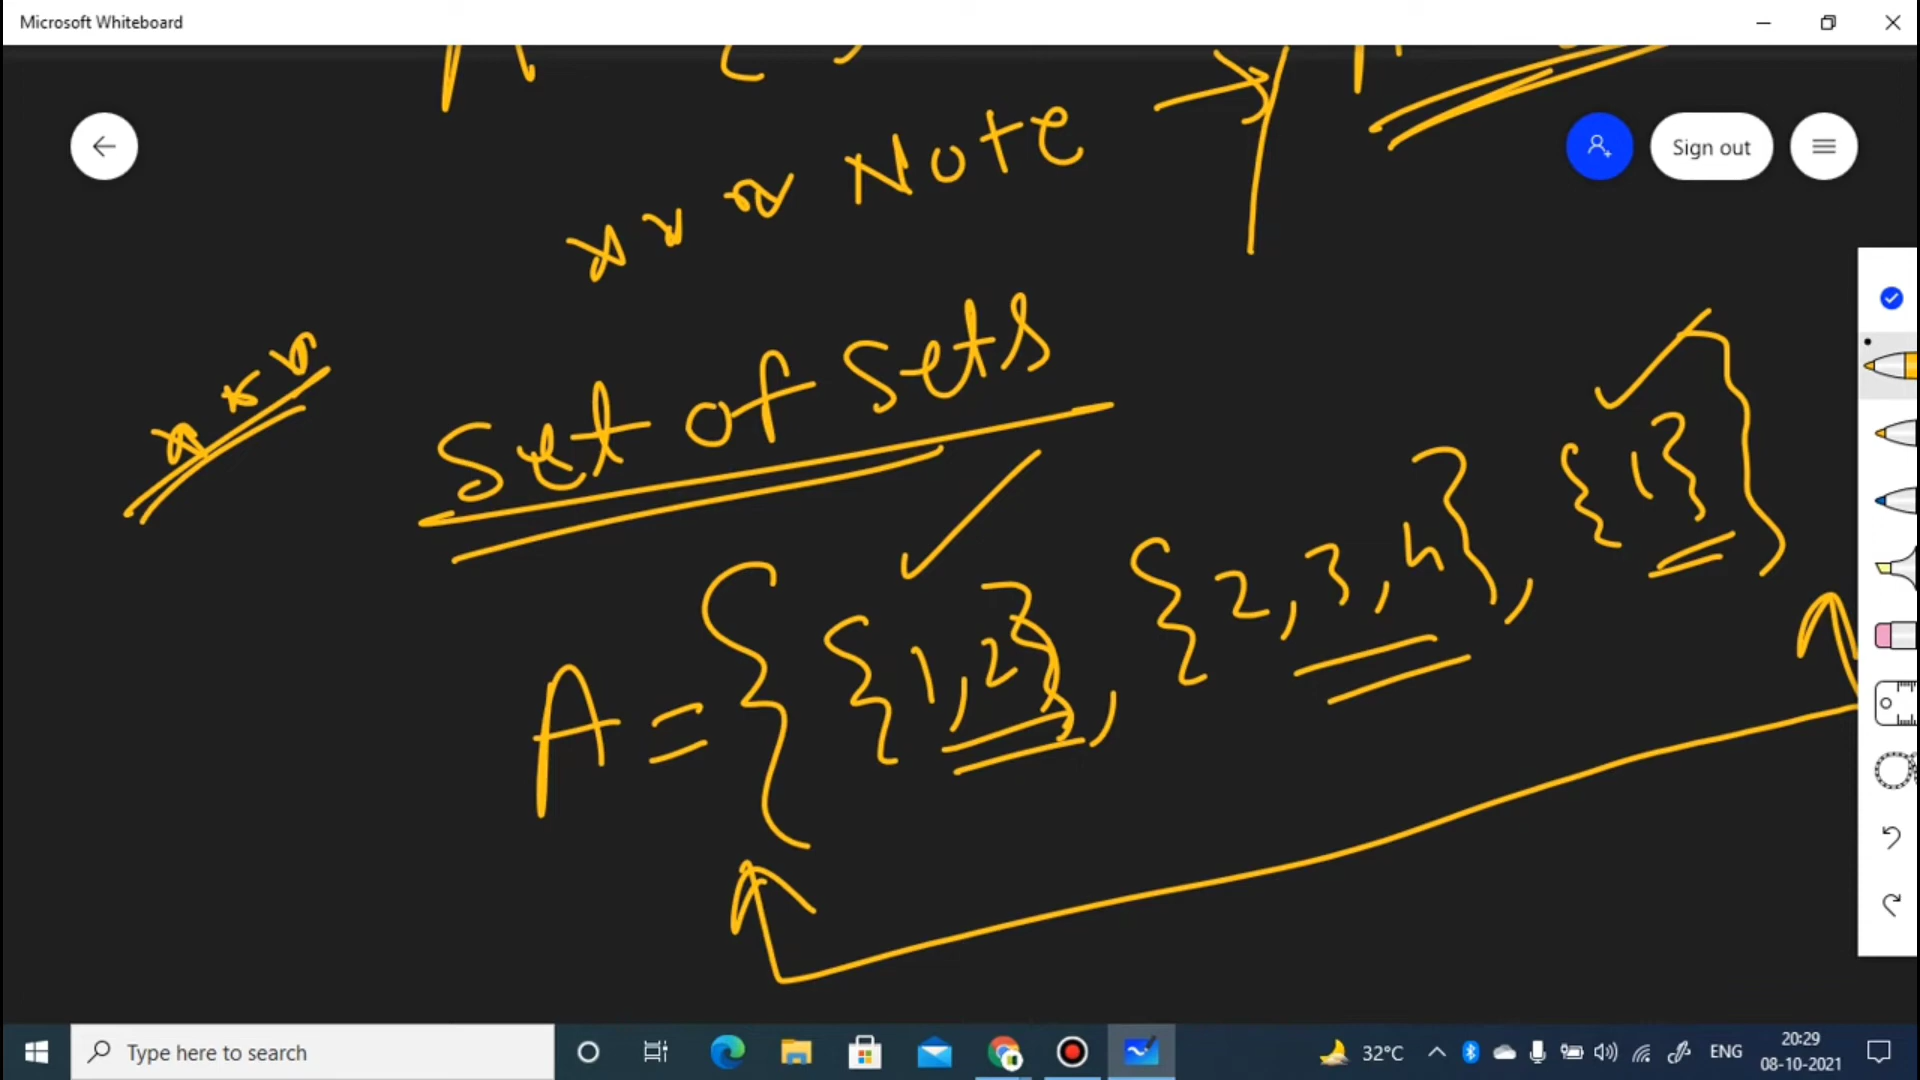 Microsoft Whiteboard
Note
Sign out
Set of Sets
A = { {1,2}, {2,3,4}, {1} }
Type here to search
32°C
ENG
20:29
08-10-2021